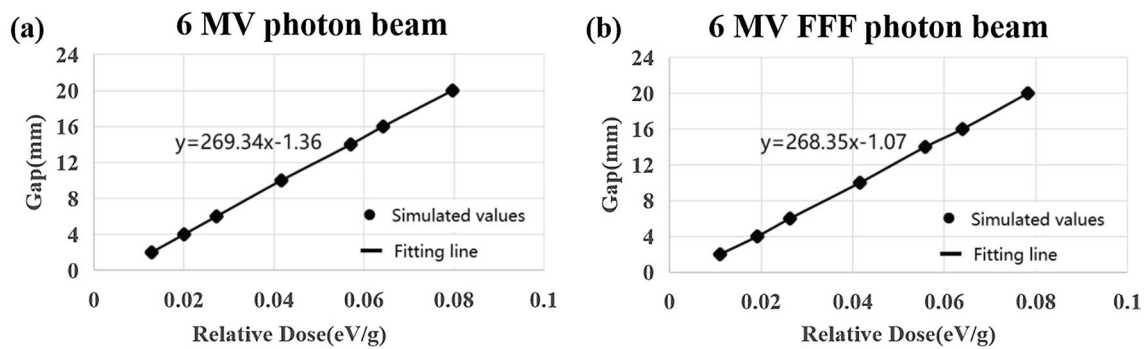 (a) 6 MV photon beam
24
20
16
12
8
4
0
Gap(mm)
y=269.34x-1.36
Simulated values
Fitting line
0 0.02 0.04 0.06 0.08 0.1
Relative Dose(eV/g)
(b) 6 MV FFF photon beam
24
20
16
12
8
4
0
Gap(mm)
y=268.35x-1.07
Simulated values
Fitting line
0 0.02 0.04 0.06 0.08 0.1
Relative Dose(eV/g)